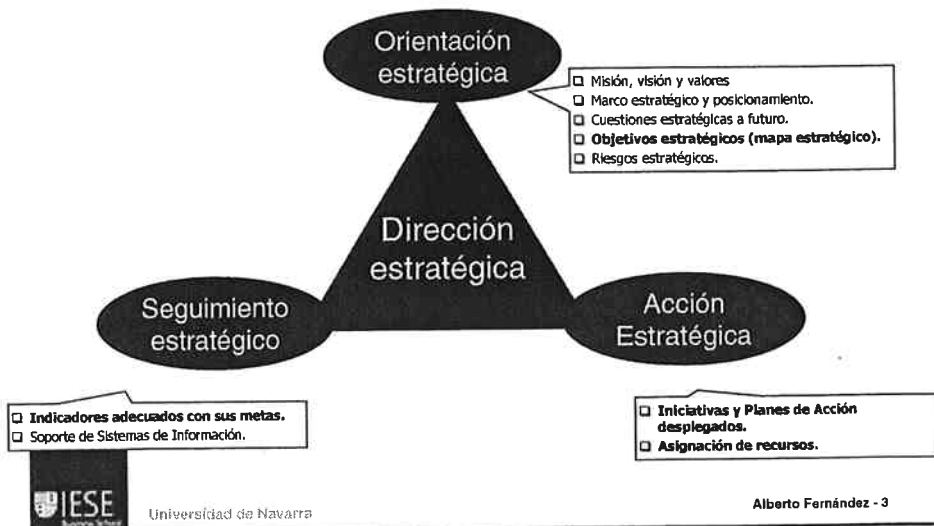 Orientación
estratégica
❑ Misión, visión y valores
❑ Marco estratégico y posicionamiento.
❑ Cuestiones estratégicas a futuro.
❑ Objetivos estratégicos (mapa estratégico).
❑ Riesgos estratégicos.
Dirección
estratégica
Seguimiento
estratégico
Acción
Estratégica
❑ Indicadores adecuados con sus metas.
❑ Soporte de Sistemas de Información.
❑ Iniciativas y Planes de Acción
desplegados.
❑ Asignación de recursos.
IESE
Business School
Universidad de Navarra
Alberto Fernández - 3